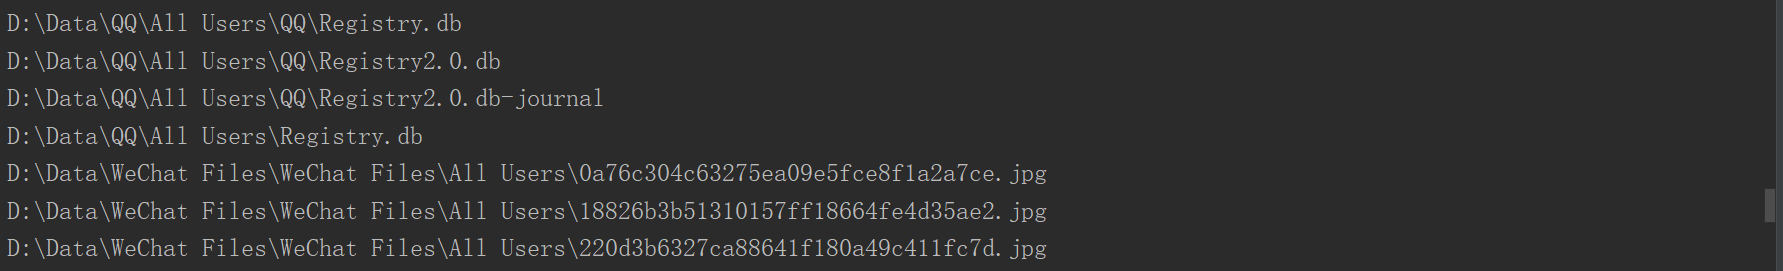 D:\Data\QQ\All Users\QQ\Registry.db
D:\Data\QQ\All Users\QQ\Registry2.0.db
D:\Data\QQ\All Users\QQ\Registry2.0.db-journal
D:\Data\QQ\All Users\Registry.db
D:\Data\WeChat Files\WeChat Files\All Users\0a76c304c63275ea09e5fce8f1a2a7ce.jpg
D:\Data\WeChat Files\WeChat Files\All Users\18826b3b51310157ff18664fe4d35ae2.jpg
D:\Data\WeChat Files\WeChat Files\All Users\220d3b6327ca88641f180a49c411fc7d.jpg